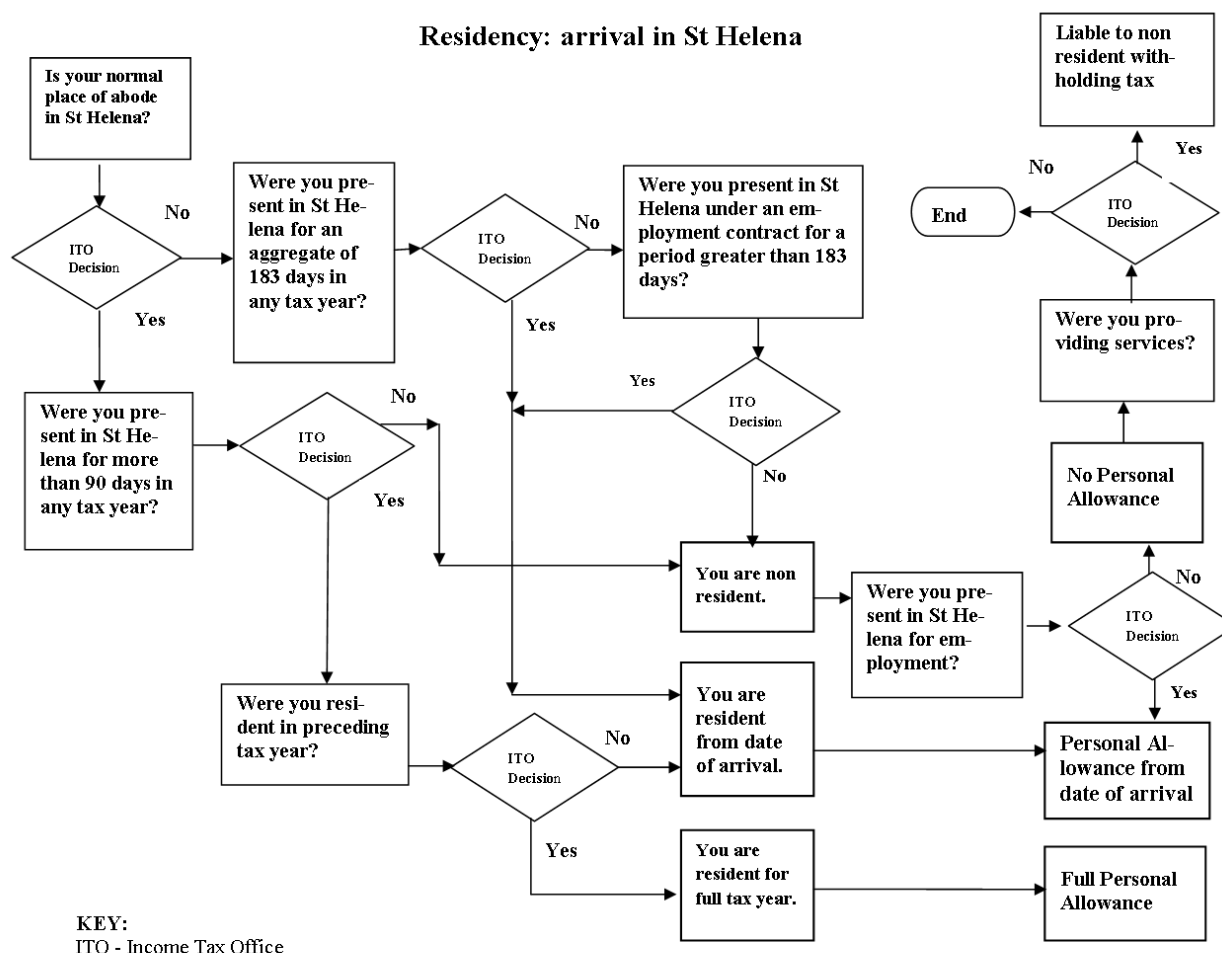 Residency: arrival in St Helena
Is your normal
place of abode
in St Helena?
ITO
Decision
No
Yes
Were you pre-
sent in St He-
lena for an
aggregate of
183 days in
any tax year?
ITO
Decision
No
Yes
Were you present in St
Helena under an em-
ployment contract for a
period greater than 183
days?
Yes
ITO
Decision
No
Liable to non
resident with-
holding tax
Yes
No
ITO
Decision
End
Were you pro-
viding services?
No Personal
Allowance
Were you pre-
sent in St He-
lena for more
than 90 days in
any tax year?
ITO
Decision
No
Yes
You are non
resident.
Were you pre-
sent in St He-
lena for em-
ployment?
No
ITO
Decision
Yes
Were you resi-
dent in preceding
tax year?
ITO
Decision
No
Yes
You are
resident
from date
of arrival.
Personal Al-
lowance from
date of arrival
You are
resident for
full tax year.
Full Personal
Allowance
KEY:
ITO - Income Tax Office